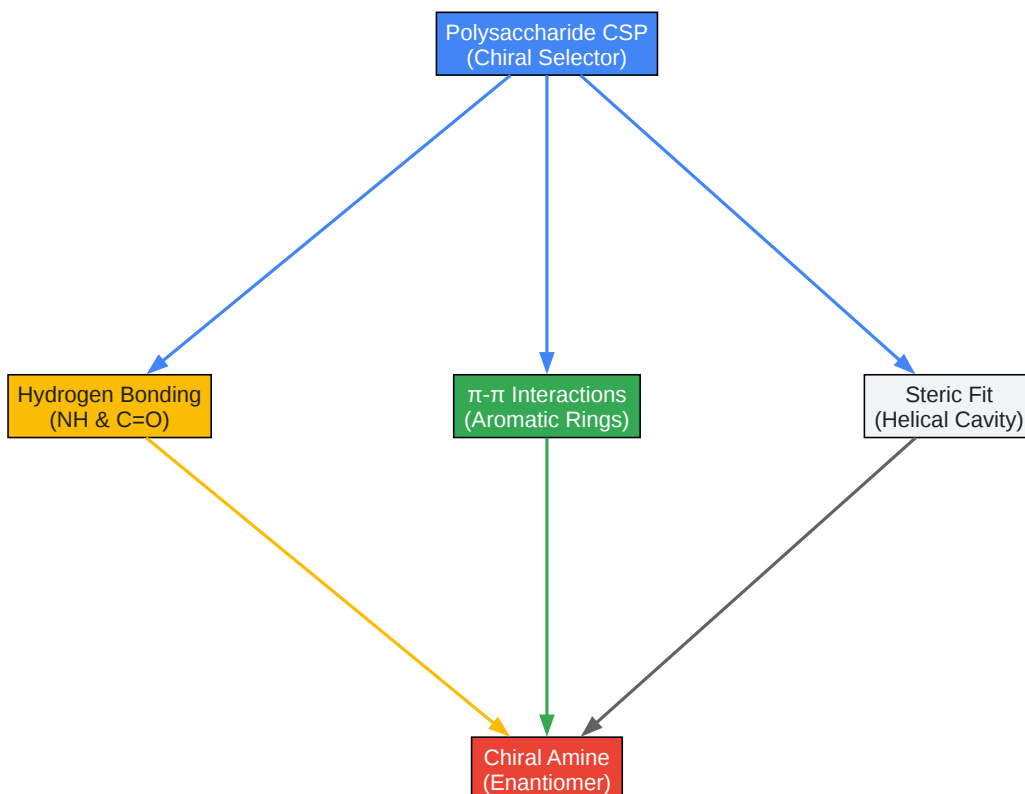 Polysaccharide CSP
(Chiral Selector)
Hydrogen Bonding
(NH & C=O)
π-π Interactions
(Aromatic Rings)
Steric Fit
(Helical Cavity)
Chiral Amine
(Enantiomer)